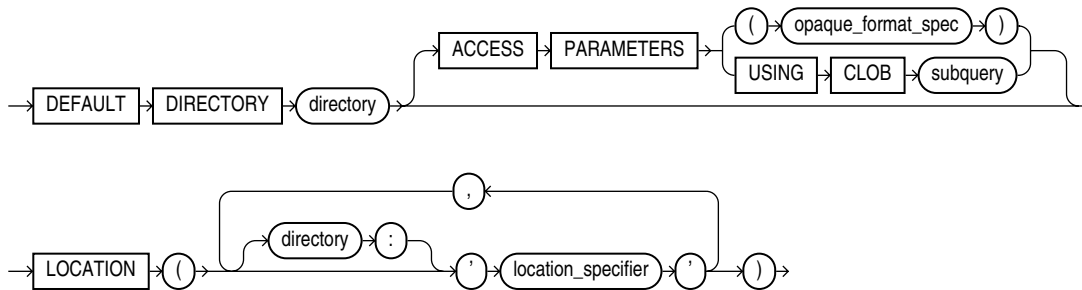 ( opaque_format_spec )
ACCESS PARAMETERS
USING CLOB subquery
DEFAULT DIRECTORY directory
,
directory :
LOCATION ( ' location_specifier ' )